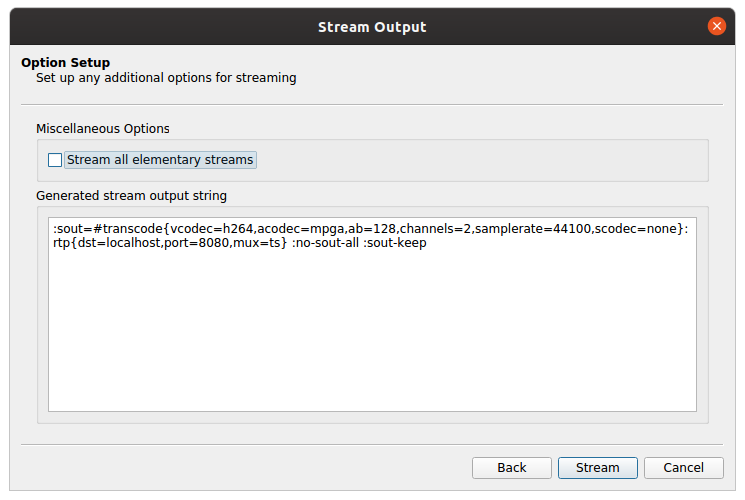 Stream Output
Option Setup
Set up any additional options for streaming
Miscellaneous Options
Stream all elementary streams
Generated stream output string
:sout=#transcode{vcodec=h264,acodec=mpga,ab=128,channels=2,samplerate=44100,scodec=none}:
rtp{dst=localhost,port=8080,mux=ts} :no-sout-all :sout-keep
Back
Stream
Cancel